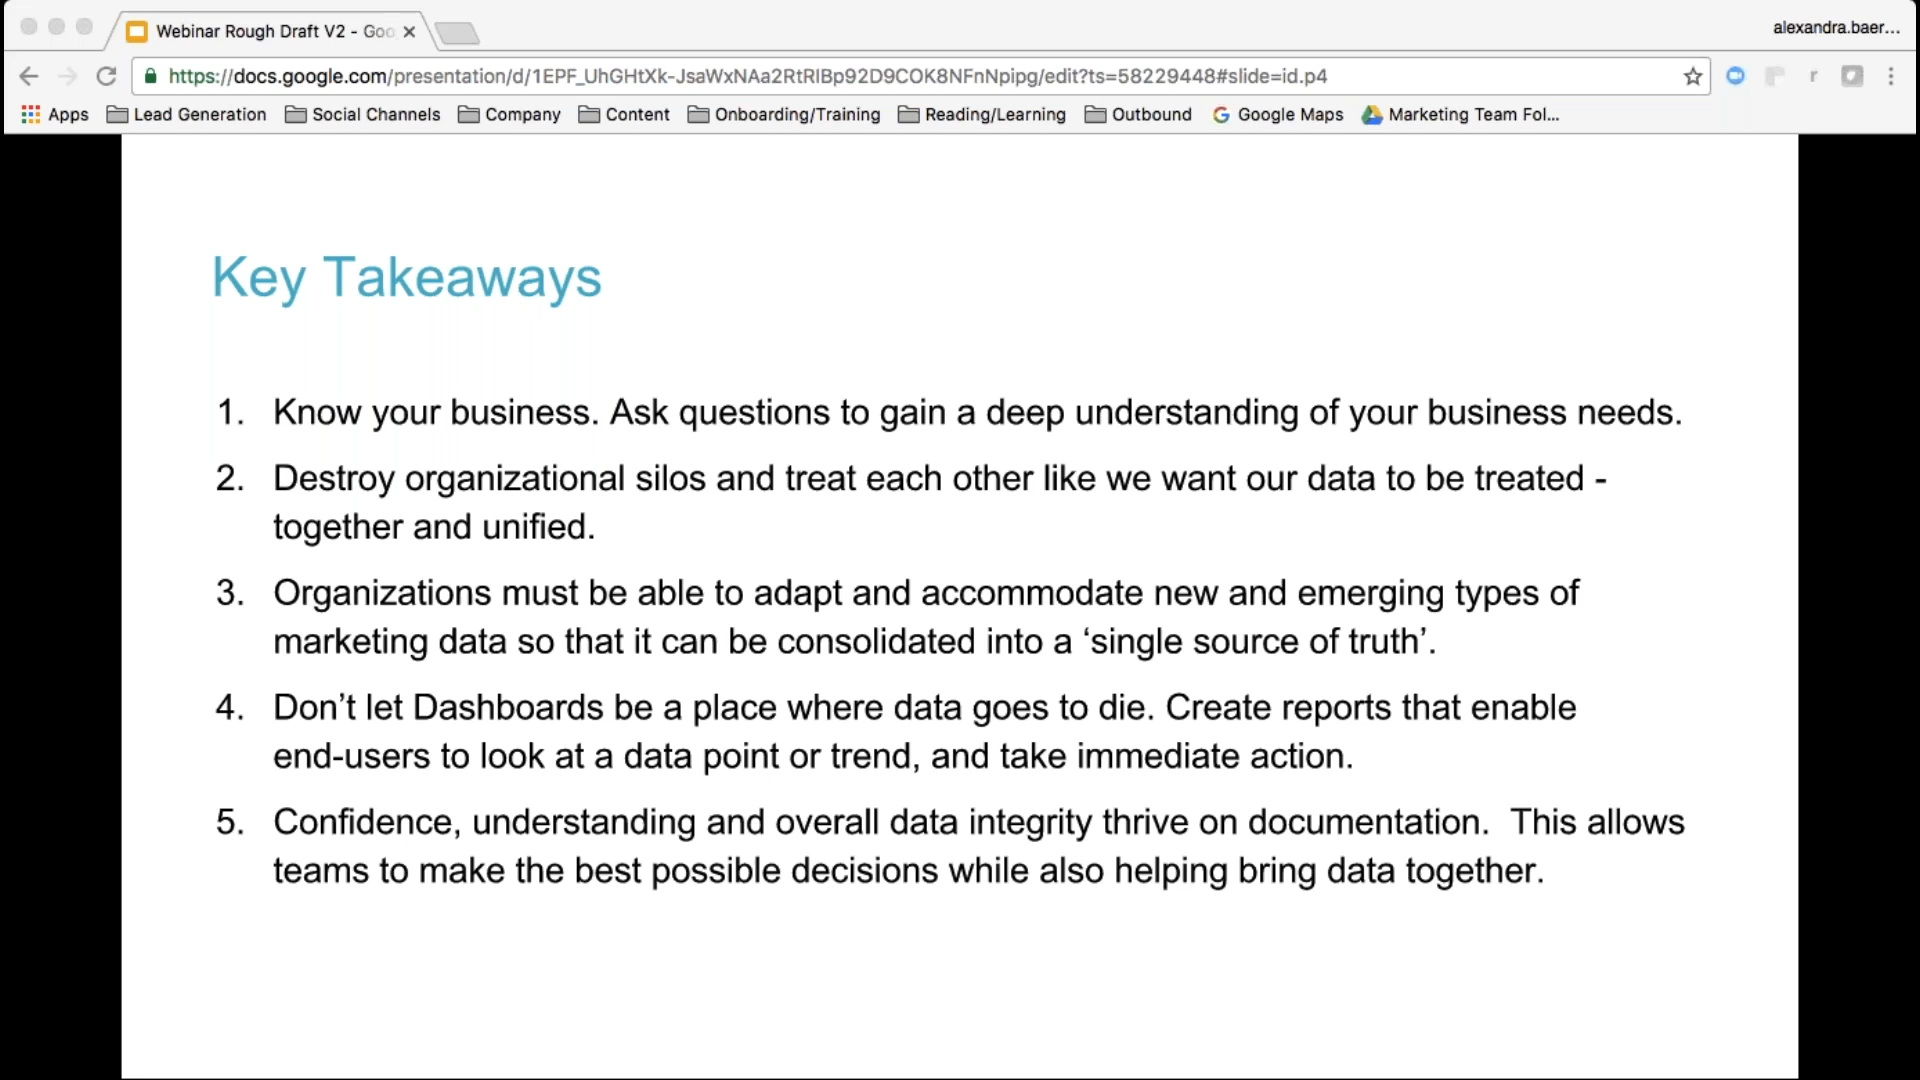 Webinar Rough Draft V2 - Goo
alexandra.baer...
https://docs.google.com/presentation/d/1EPF_UhGHtXk-JsaWxNAa2RtRlBp92D9COK8NFnNpipg/edit?ts=58229448#slide=id.p4
r
Apps Lead Generation Social Channels Company Content Onboarding/Training Reading/Learning Outbound Google Maps Marketing Team Fol...
Key Takeaways
1. Know your business. Ask questions to gain a deep understanding of your business needs.
2. Destroy organizational silos and treat each other like we want our data to be treated -
together and unified.
3. Organizations must be able to adapt and accommodate new and emerging types of
marketing data so that it can be consolidated into a ‘single source of truth’.
4. Don’t let Dashboards be a place where data goes to die. Create reports that enable
end-users to look at a data point or trend, and take immediate action.
5. Confidence, understanding and overall data integrity thrive on documentation.  This allows
teams to make the best possible decisions while also helping bring data together.